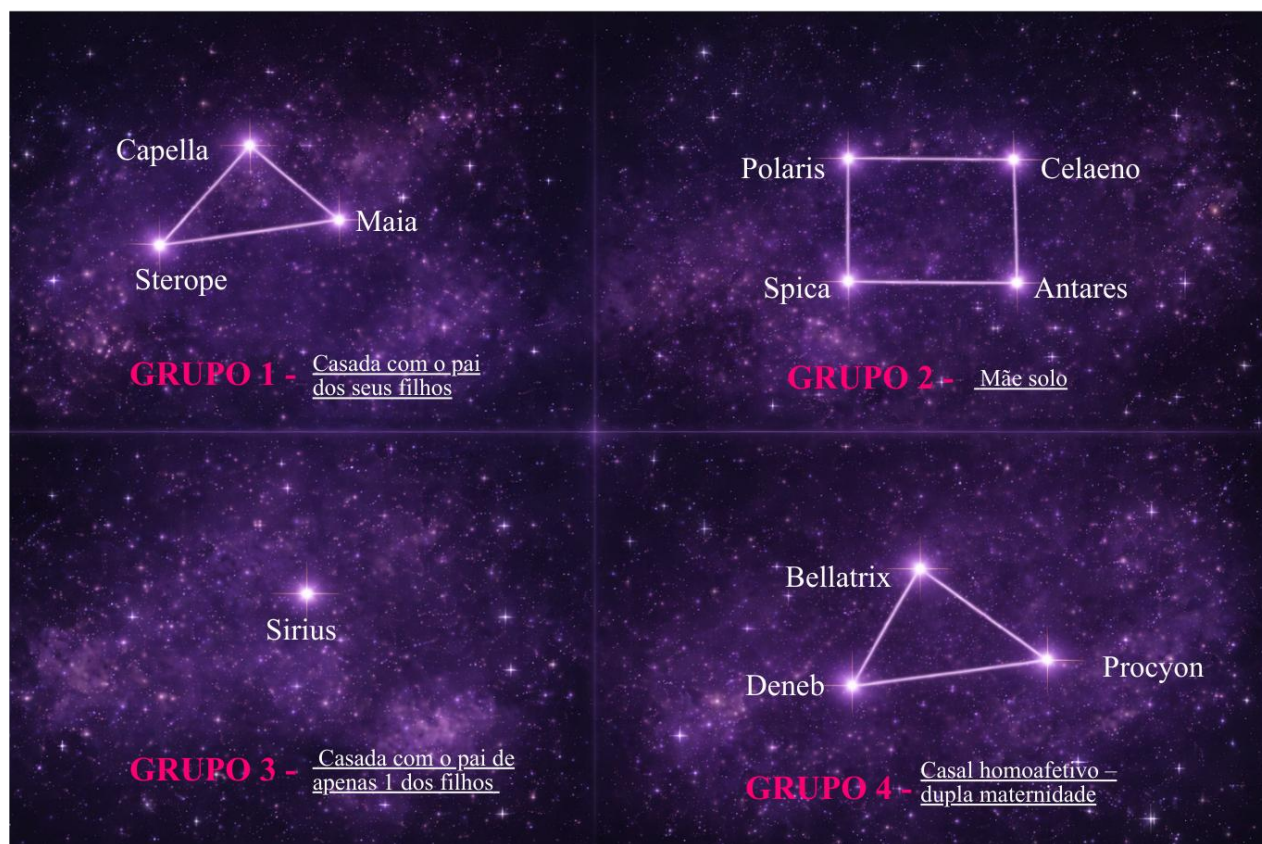 Capella
Maia
Sterope
GRUPO 1 - Casada com o pai
dos seus filhos
Polaris
Celaeno
Spica
Antares
GRUPO 2 - Mãe solo
Sirius
GRUPO 3 - Casada com o pai de
apenas 1 dos filhos
Bellatrix
Procyon
Deneb
GRUPO 4 - Casal homoafetivo –
dupla maternidade